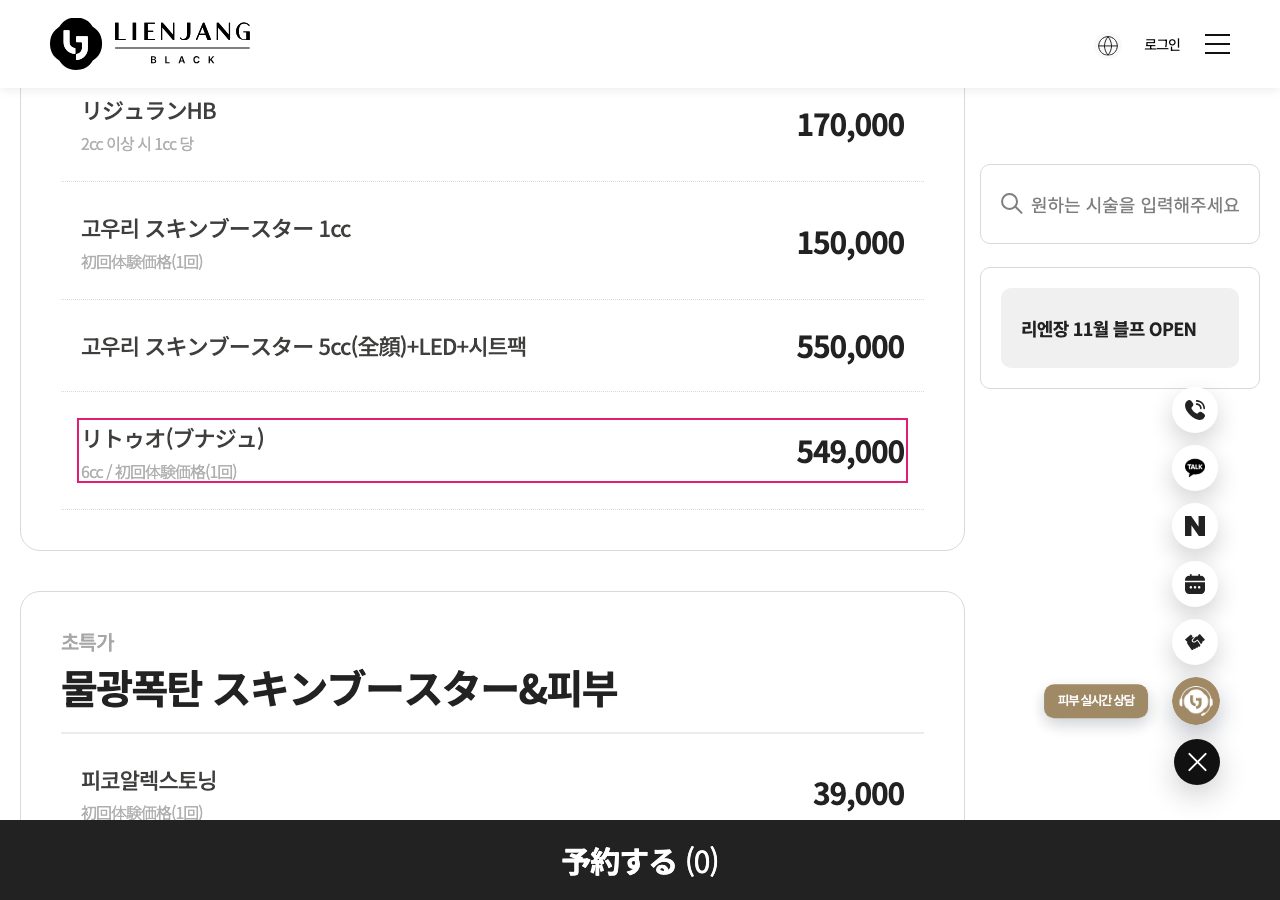 LIENJANG
BLACK
로그인
リジュランHB
2cc 이상 시 1cc 당
170,000
고우리 スキンブースター 1cc
初回体験価格(1回)
150,000
고우리 スキンブースター 5cc(全顔)+LED+시트팩
550,000
リトゥオ(ブナジュ)
6cc / 初回体験価格(1回)
549,000
원하는 시술을 입력해주세요
리엔장 11월 블프 OPEN
TALK
N
초특가
물광폭탄 スキンブースター&피부
피부 실시간 상담
피코알렉스토닝
初回体験価格(1回)
39,000
予約する (0)